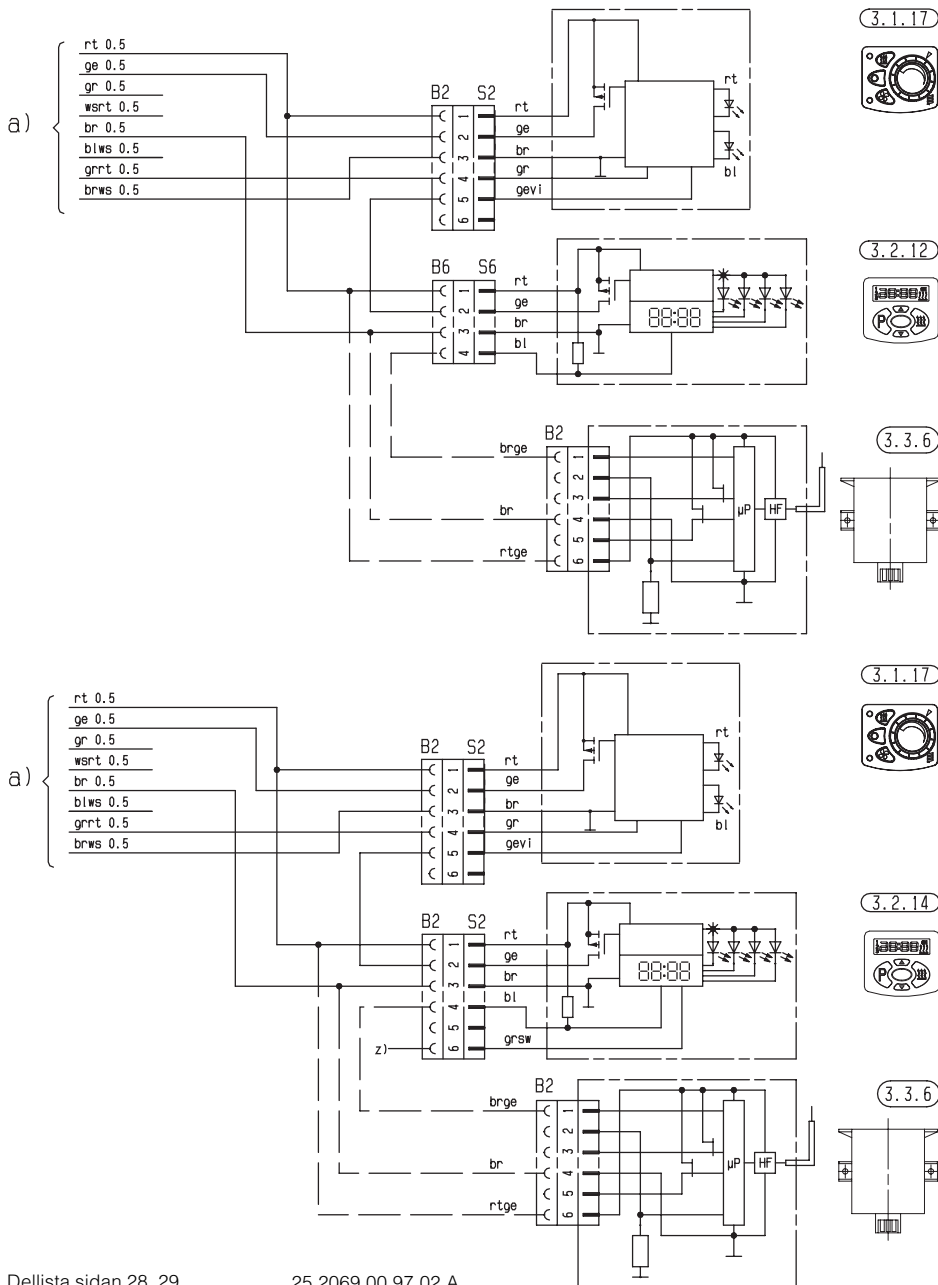 3.1.17
rt 0.5
ge 0.5
gr 0.5
wsrt 0.5
br 0.5
blws 0.5
grrt 0.5
brws 0.5
a)
B2 S2
1 rt
2 ge
3 br
4 gr
5 gevi
6
rt
bl
3.2.12
B6 S6
1 rt
2 ge
3 br
4 bl
88:88
88:88
P
3.3.6
B2
brge 1
2
3
br 4
5
rtge 6
µP
HF
3.1.17
rt 0.5
ge 0.5
gr 0.5
wsrt 0.5
br 0.5
blws 0.5
grrt 0.5
brws 0.5
a)
B2 S2
1 rt
2 ge
3 br
4 gr
5 gevi
6
rt
bl
3.2.14
B2 S2
1 rt
2 ge
3 br
4 bl
5
z) 6 grsw
88:88
88:88
P
3.3.6
B2
brge 1
2
3
br 4
5
rtge 6
µP
HF
Dellista sidan 28, 29 25 2069 00 97 02 A